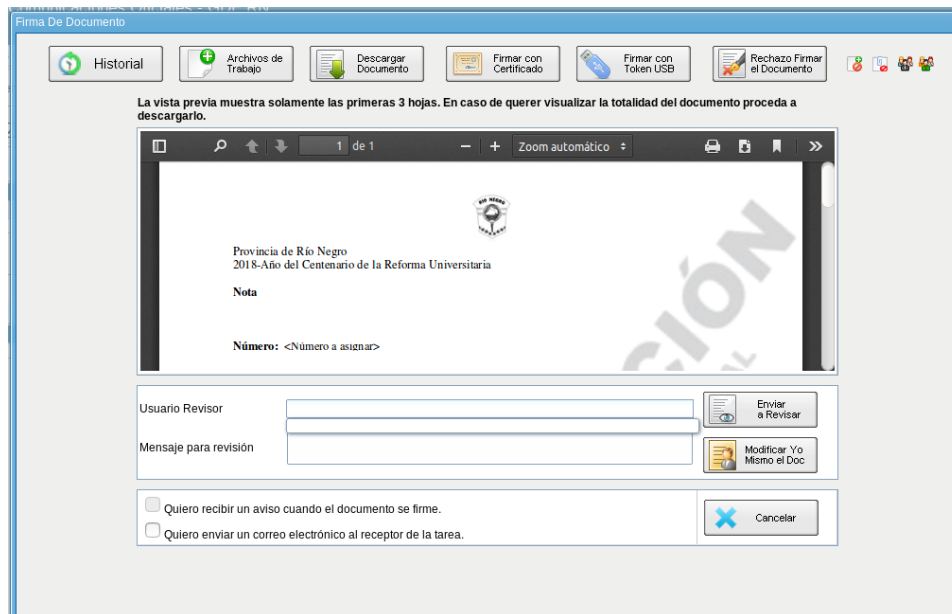 Firma De Documento
Historial
Archivos de
Trabajo
Descargar
Documento
Firmar con
Certificado
Firmar con
Token USB
Rechazo Firmar
el Documento
La vista previa muestra solamente las primeras 3 hojas. En caso de querer visualizar la totalidad del documento proceda a
descargarlo.
1 de 1
Zoom automático
RIO NEGRO
Provincia de Río Negro
2018-Año del Centenario de la Reforma Universitaria
Nota
Número: <Número a asignar>
Usuario Revisor
Enviar
a Revisar
Mensaje para revisión
Modificar Yo
Mismo el Doc
Quiero recibir un aviso cuando el documento se firme.
Quiero enviar un correo electrónico al receptor de la tarea.
Cancelar